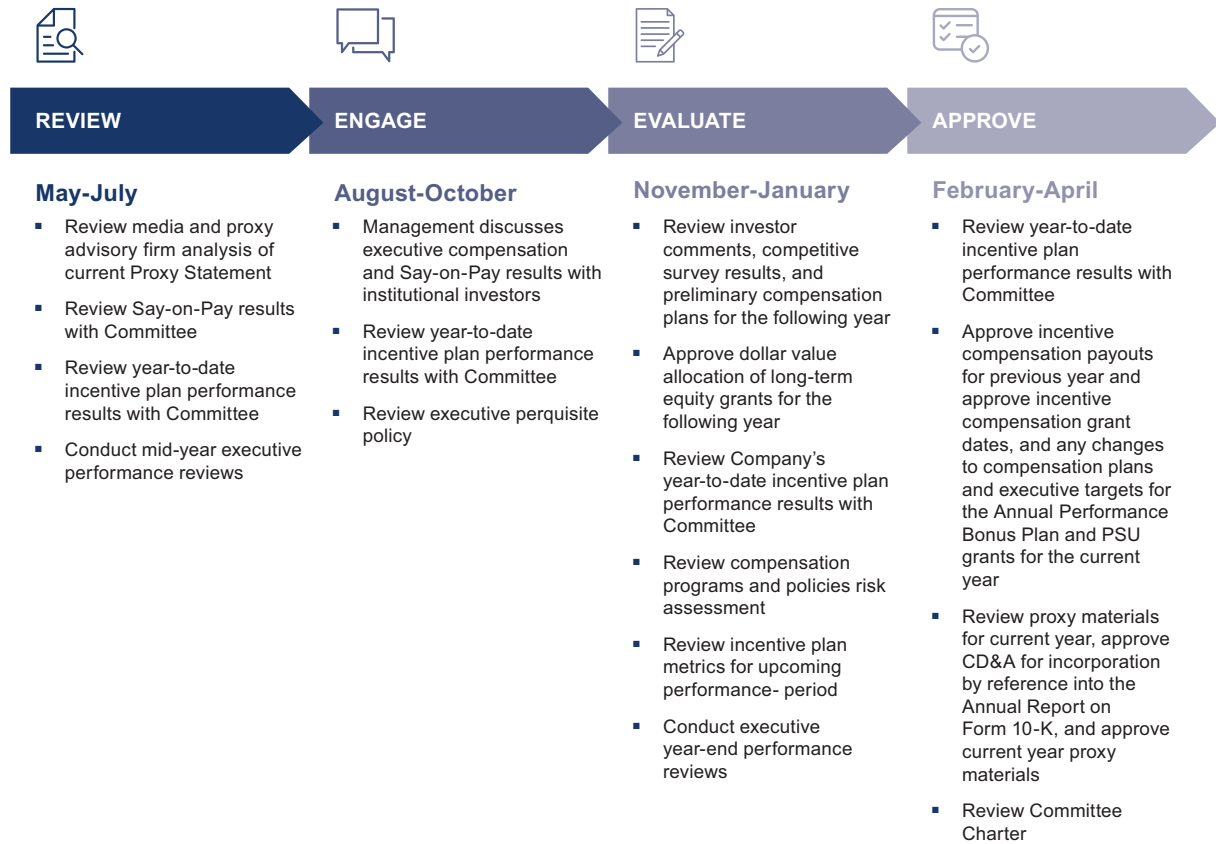 REVIEW
ENGAGE
EVALUATE
APPROVE
May-July
▪ Review media and proxy
advisory firm analysis of
current Proxy Statement
▪ Review Say-on-Pay results
with Committee
▪ Review year-to-date
incentive plan performance
results with Committee
▪ Conduct mid-year executive
performance reviews
August-October
▪ Management discusses
executive compensation
and Say-on-Pay results with
institutional investors
▪ Review year-to-date
incentive plan performance
results with Committee
▪ Review executive perquisite
policy
November-January
▪ Review investor
comments, competitive
survey results, and
preliminary compensation
plans for the following year
▪ Approve dollar value
allocation of long-term
equity grants for the
following year
▪ Review Company’s
year-to-date incentive plan
performance results with
Committee
▪ Review compensation
programs and policies risk
assessment
▪ Review incentive plan
metrics for upcoming
performance- period
▪ Conduct executive
year-end performance
reviews
February-April
▪ Review year-to-date
incentive plan
performance results with
Committee
▪ Approve incentive
compensation payouts
for previous year and
approve incentive
compensation grant
dates, and any changes
to compensation plans
and executive targets for
the Annual Performance
Bonus Plan and PSU
grants for the current
year
▪ Review proxy materials
for current year, approve
CD&A for incorporation
by reference into the
Annual Report on
Form 10-K, and approve
current year proxy
materials
▪ Review Committee
Charter